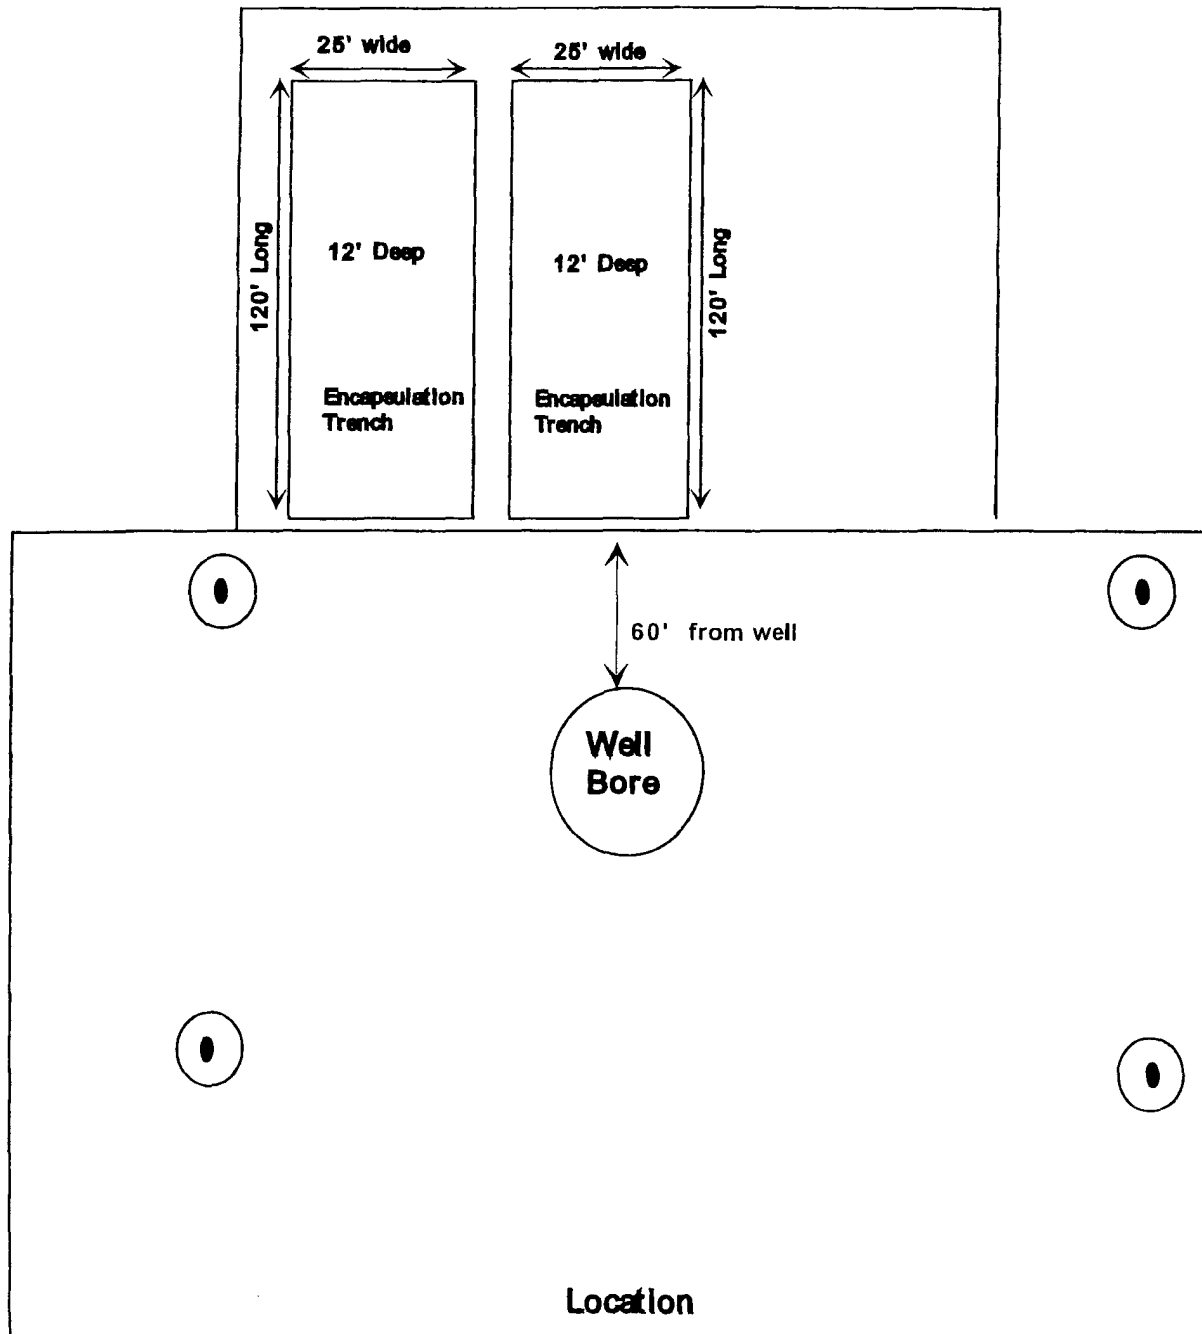 25' wide
25' wide
120' Long
12' Deep
12' Deep
120' Long
Encapsulation
Trench
Encapsulation
Trench
60' from well
Well
Bore
Location